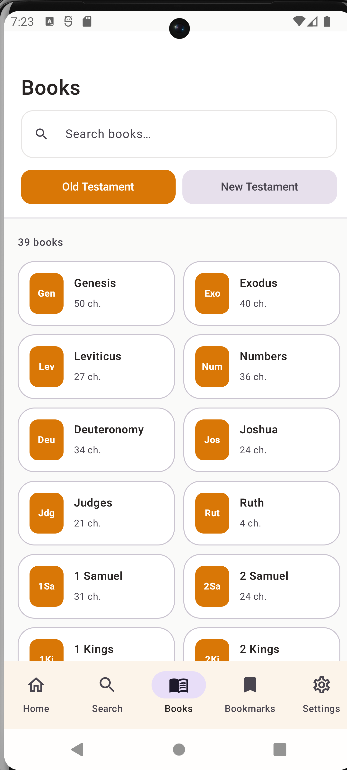 7:23
Books
Search books…
Old Testament New Testament
39 books
Gen Genesis 50 ch.
Exo Exodus 40 ch.
Lev Leviticus 27 ch.
Num Numbers 36 ch.
Deu Deuteronomy 34 ch.
Jos Joshua 24 ch.
Jdg Judges 21 ch.
Rut Ruth 4 ch.
1Sa 1 Samuel 31 ch.
2Sa 2 Samuel 24 ch.
1Ki 1 Kings
2Ki 2 Kings
Home Search Books Bookmarks Settings